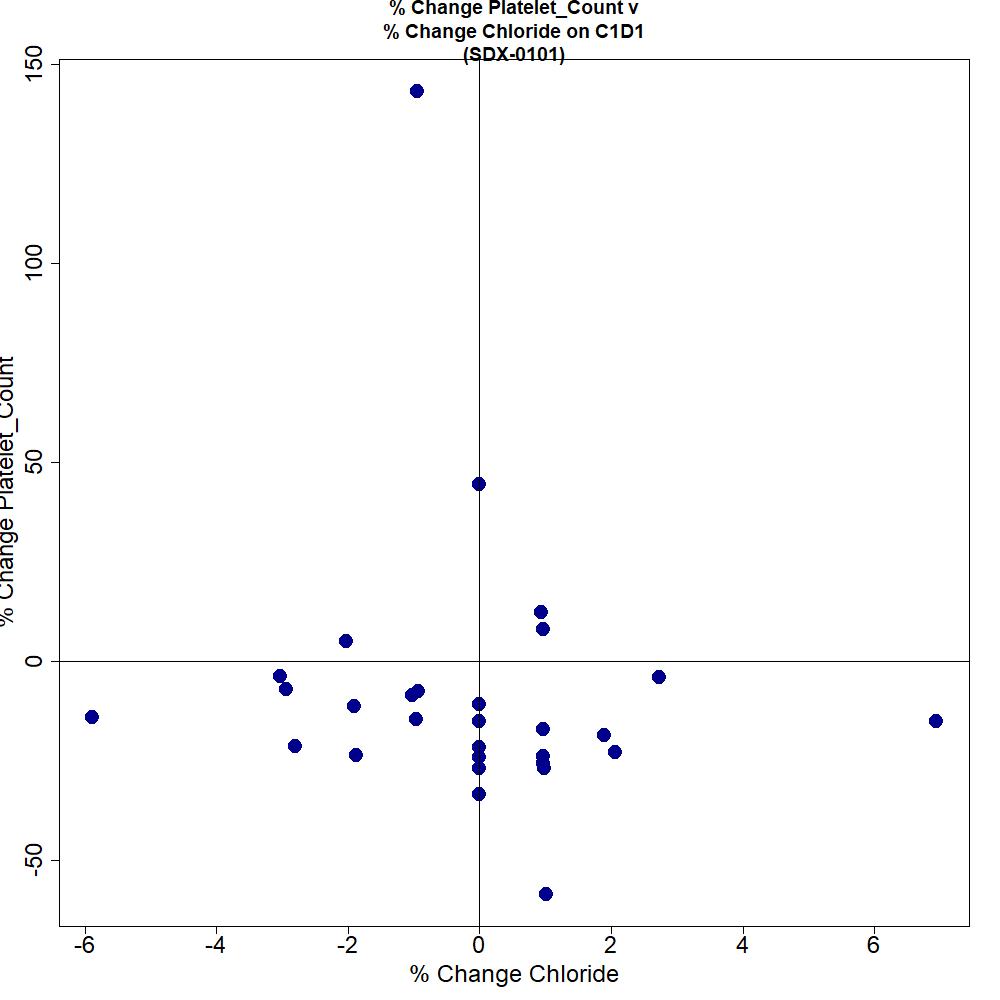 % Change Platelet_Count v
% Change Chloride on C1D1
(SDX-0101)
% Change Platelet_Count
150
100
50
0
-50
-6
-4
-2
0
2
4
6
% Change Chloride